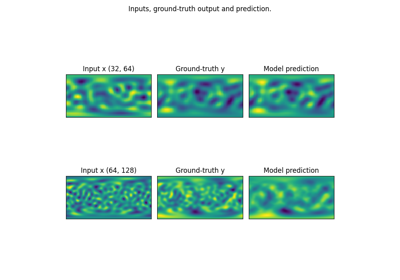 Inputs, ground-truth output and prediction.
Input x (32, 64) Ground-truth y Model prediction
Input x (64, 128) Ground-truth y Model prediction